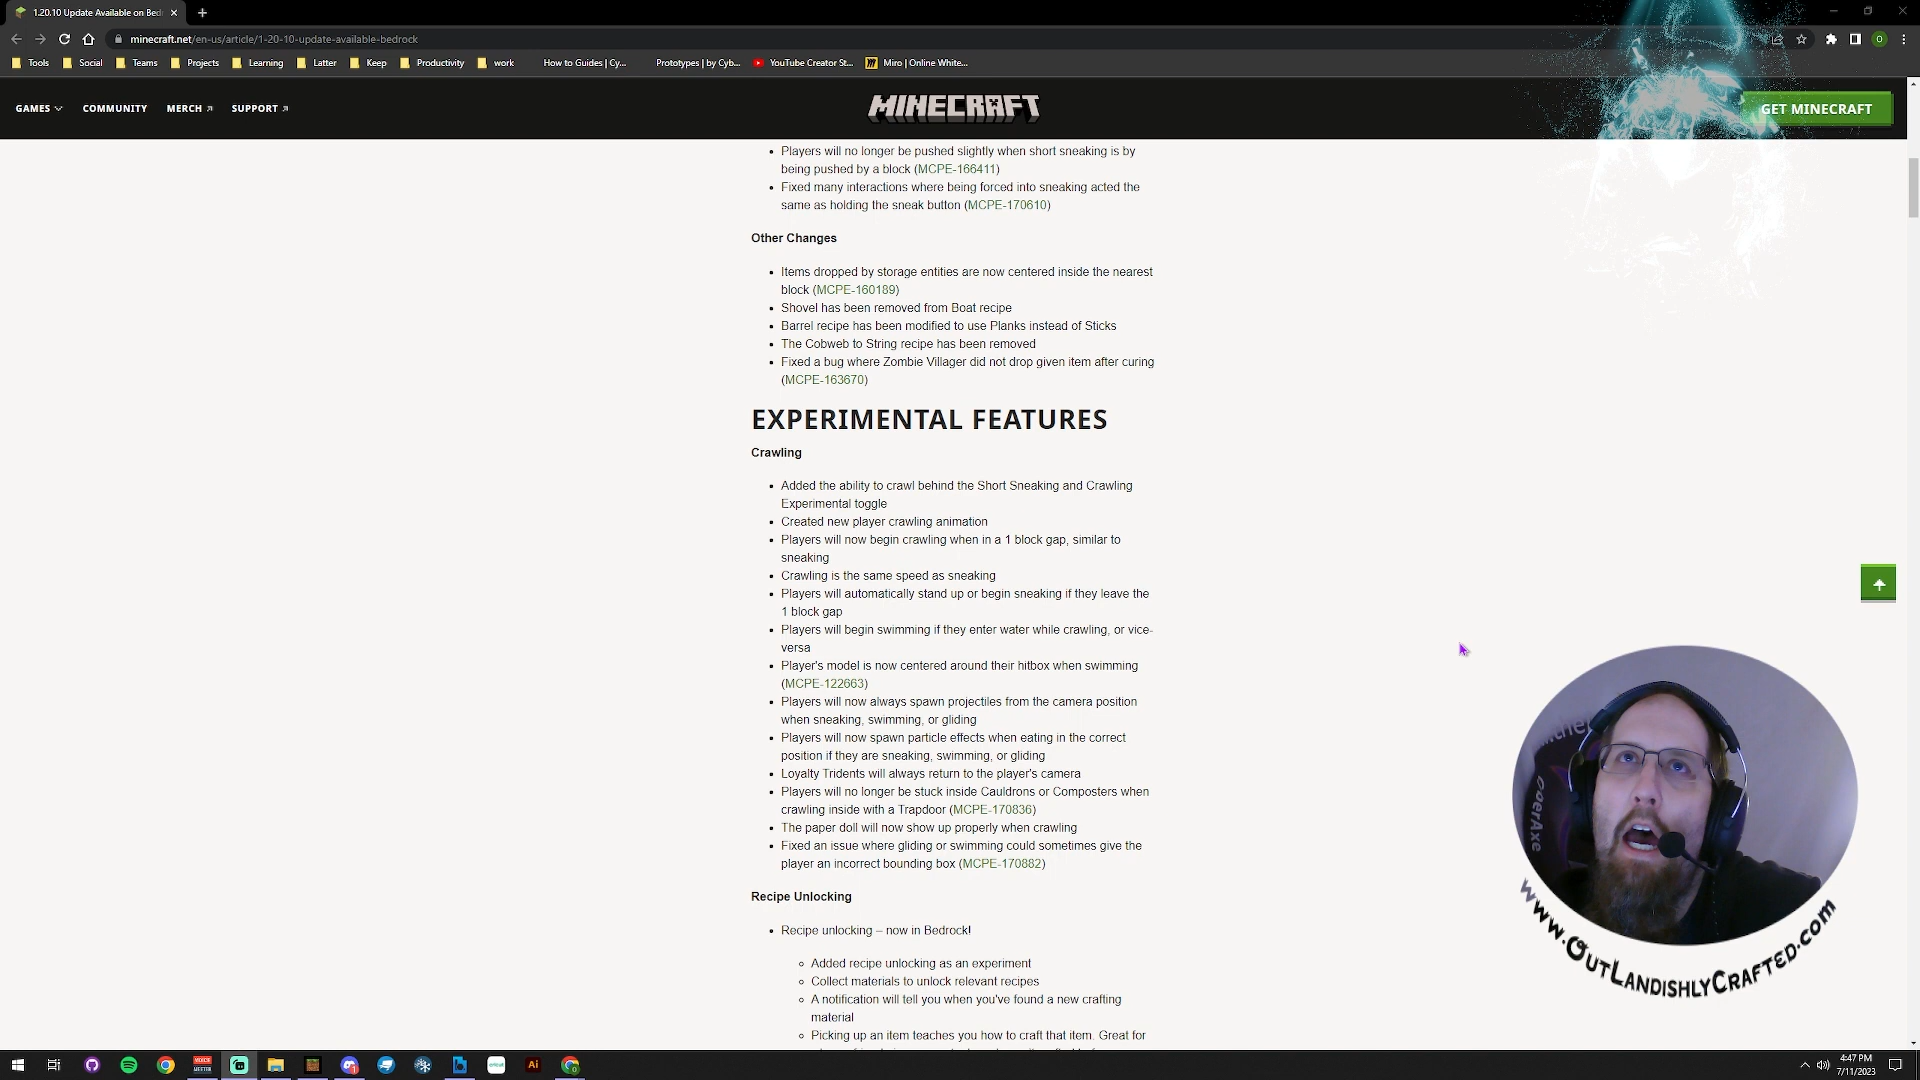 1.20.10 Update Available on Bed
minecraft.net/en-us/article/1-20-10-update-available-bedrock
Tools
Social
Teams
Projects
Learning
Latter
Keep
Productivity
work
How to Guides | Cy...
Prototypes | by Cyb...
YouTube Creator St...
Miro | Online White...
GAMES
COMMUNITY
MERCH
SUPPORT
MINECRAFT
GET MINECRAFT
• Players will no longer be pushed slightly when short sneaking is by
being pushed by a block (MCPE-166411)
• Fixed many interactions where being forced into sneaking acted the
same as holding the sneak button (MCPE-170610)
Other Changes
• Items dropped by storage entities are now centered inside the nearest
block (MCPE-160189)
• Shovel has been removed from Boat recipe
• Barrel recipe has been modified to use Planks instead of Sticks
• The Cobweb to String recipe has been removed
• Fixed a bug where Zombie Villager did not drop given item after curing
(MCPE-163670)
EXPERIMENTAL FEATURES
Crawling
• Added the ability to crawl behind the Short Sneaking and Crawling
Experimental toggle
• Created new player crawling animation
• Players will now begin crawling when in a 1 block gap, similar to
sneaking
• Crawling is the same speed as sneaking
• Players will automatically stand up or begin sneaking if they leave the
1 block gap
• Players will begin swimming if they enter water while crawling, or vice-
versa
• Player's model is now centered around their hitbox when swimming
(MCPE-122663)
• Players will now always spawn projectiles from the camera position
when sneaking, swimming, or gliding
• Players will now spawn particle effects when eating in the correct
position if they are sneaking, swimming, or gliding
• Loyalty Tridents will always return to the player's camera
• Players will no longer be stuck inside Cauldrons or Composters when
crawling inside with a Trapdoor (MCPE-170836)
• The paper doll will now show up properly when crawling
• Fixed an issue where gliding or swimming could sometimes give the
player an incorrect bounding box (MCPE-170882)
Recipe Unlocking
• Recipe unlocking – now in Bedrock!
◦ Added recipe unlocking as an experiment
◦ Collect materials to unlock relevant recipes
◦ A notification will tell you when you've found a new crafting
material
◦ Picking up an item teaches you how to craft that item. Great for
www.OutLandishlyCrafted.com
Ai
4:47 PM
7/11/2023